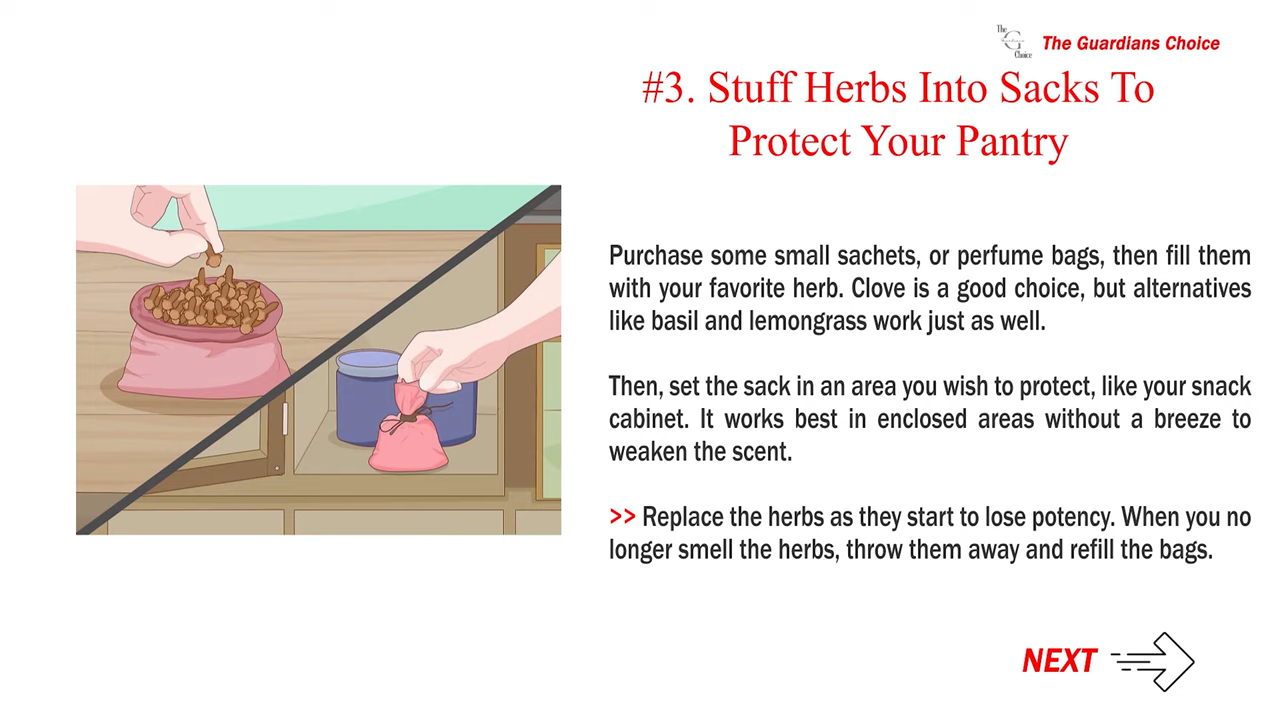 The
G
Choice
The Guardians Choice
#3. Stuff Herbs Into Sacks To
Protect Your Pantry
Purchase some small sachets, or perfume bags, then fill them
with your favorite herb. Clove is a good choice, but alternatives
like basil and lemongrass work just as well.
Then, set the sack in an area you wish to protect, like your snack
cabinet. It works best in enclosed areas without a breeze to
weaken the scent.
>> Replace the herbs as they start to lose potency. When you no
longer smell the herbs, throw them away and refill the bags.
NEXT